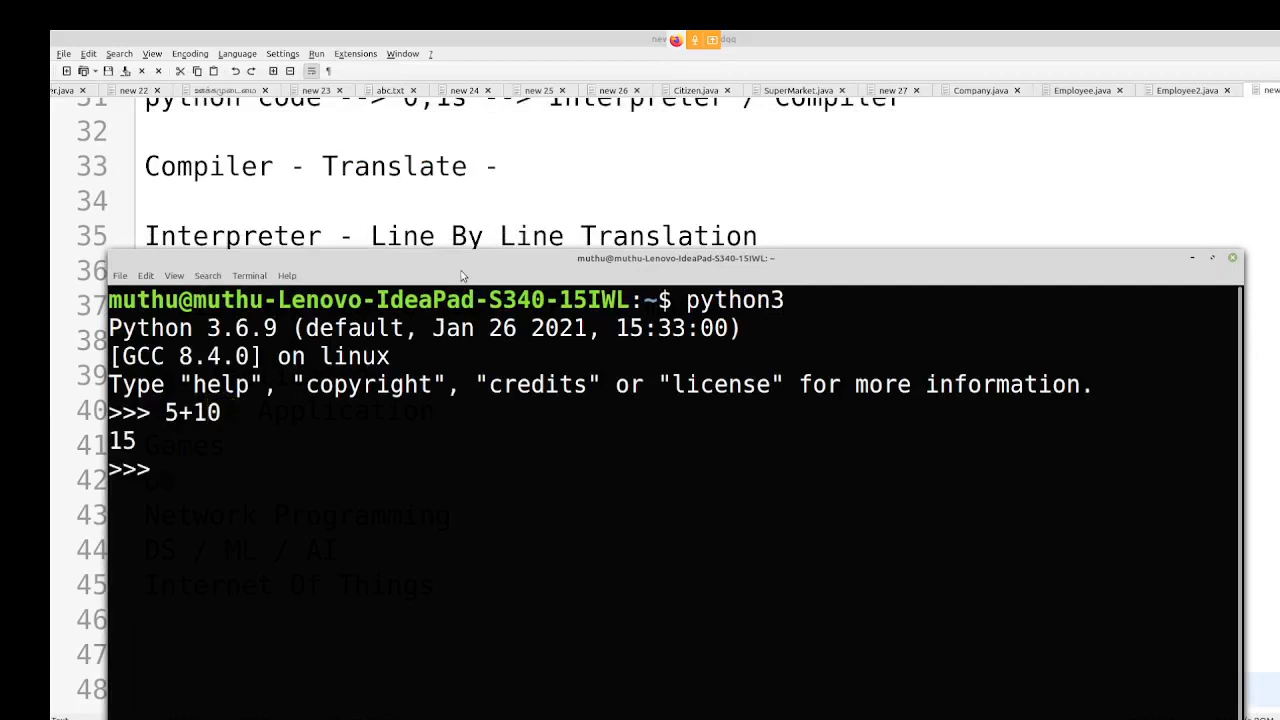 File Edit Search View Encoding Language Settings Run Extensions Window ?
er.java new 22 new 23 abc.txt new 24 new 25 new 26 Citizen.java SuperMarket.java new 27 Company.java Employee.java Employee2.java new
31 python code --> 0,1s --> Interpreter / Compiler
32
33 Compiler - Translate -
34
35 Interpreter - Line By Line Translation
muthu@muthu-Lenovo-IdeaPad-S340-15IWL: ~
36
File Edit View Search Terminal Help
muthu@muthu-Lenovo-IdeaPad-S340-15IWL:~$ python3
37
Python 3.6.9 (default, Jan 26 2021, 15:33:00)
38
[GCC 8.4.0] on linux
39
Type "help", "copyright", "credits" or "license" for more information.
40 Application
>>> 5+10
41 Games
15
42
>>>
43 Network Programming
44 DS / ML / AI
45 Internet Of Things
46
47
48